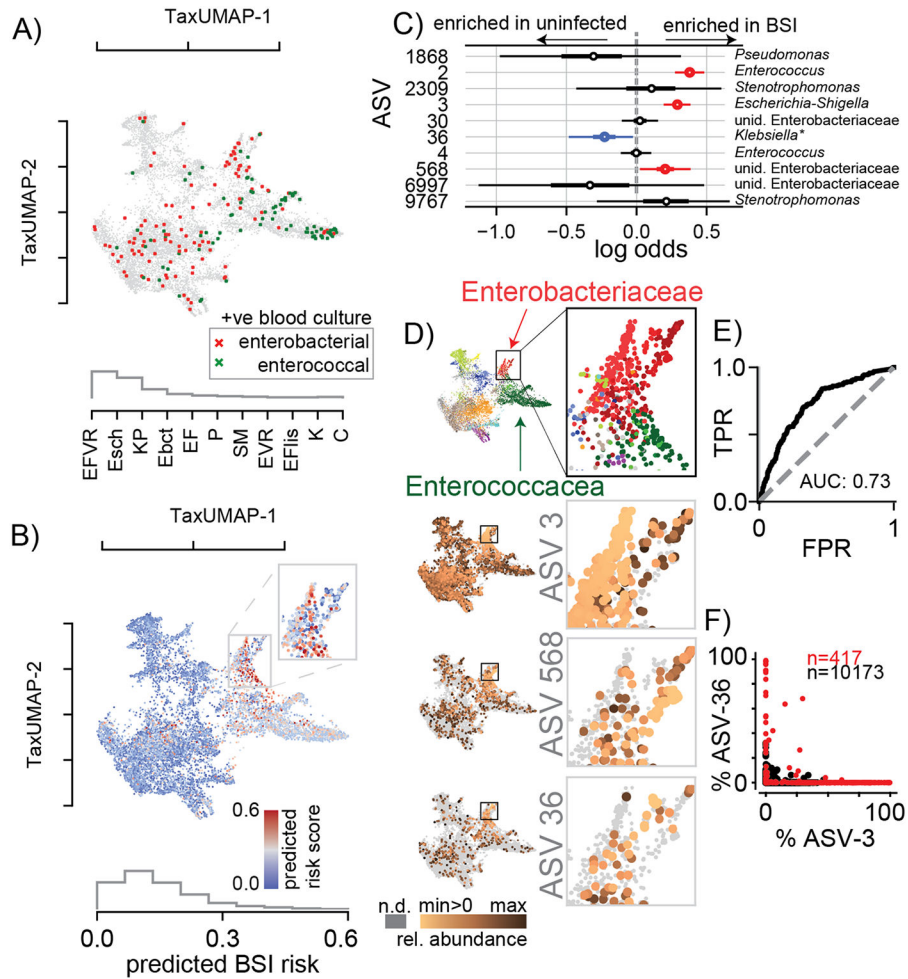 A)
TaxUMAP-1
TaxUMAP-2
+ve blood culture
enterobacterial
enterococcal
EFVR
Esch
KP
Ebct
EF
P
SM
EVR
EFlis
K
C
B)
TaxUMAP-1
TaxUMAP-2
0.6
0.0
predicted
risk score
0.0 0.2 0.4 0.6
predicted BSI risk
C)
enriched in uninfected
enriched in BSI
ASV
1868 Pseudomonas
2 Enterococcus
2309 Stenotrophomonas
3 Escherichia-Shigella
30 unid. Enterobacteriaceae
36 Klebsiella*
4 Enterococcus
568 unid. Enterobacteriaceae
6997 unid. Enterobacteriaceae
9767 Stenotrophomonas
-1.0 -0.5 0.0 0.5
log odds
D)
Enterobacteriaceae
Enterococcacea
ASV 3
ASV 568
ASV 36
n.d. min>0 max
rel. abundance
E)
1.0
TPR
0.0
AUC: 0.73
0 1
FPR
F)
100
n=417
n=10173
% ASV-36
0
0 100
% ASV-3